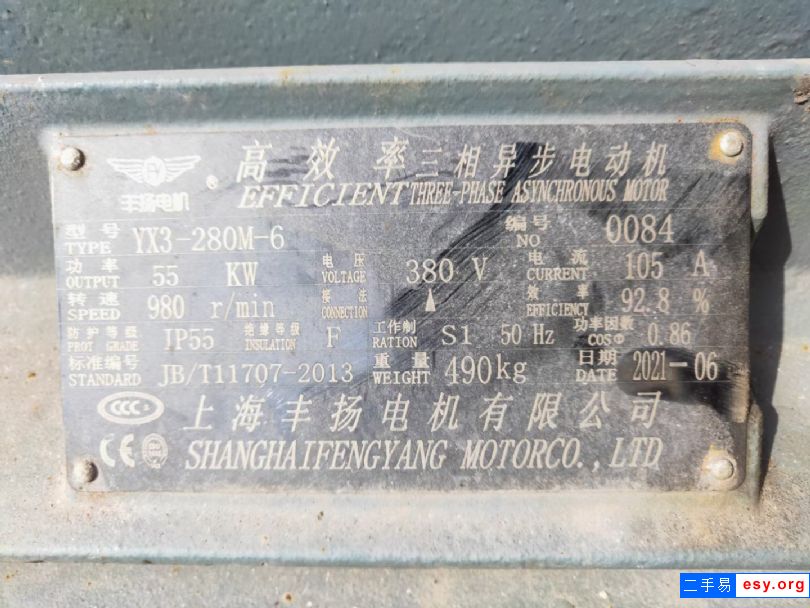 丰扬电机
高效率三相异步电动机
EFFICIENT THREE-PHASE ASYNCHRONOUS MOTOR
型号 TYPE YX3-280M-6 编号 NO 0084
功率 OUTPUT 55 KW 电压 VOLTAGE 380 V 电流 CURRENT 105 A
转速 SPEED 980 r/min 接法 CONNECTION 效率 EFFICIENCY 92.8 %
防护等级 PROT GRADE IP55 绝缘等级 INSULATION F 工作制 RATION S1 50 Hz 功率因数 COSΦ 0.86
标准编号 STANDARD JB/T11707-2013 重量 WEIGHT 490kg 日期 DATE 2021-06
CCC 上海丰扬电机有限公司
CE SHANGHAIFENGYANG MOTORCO.,LTD
二手易 esy.org